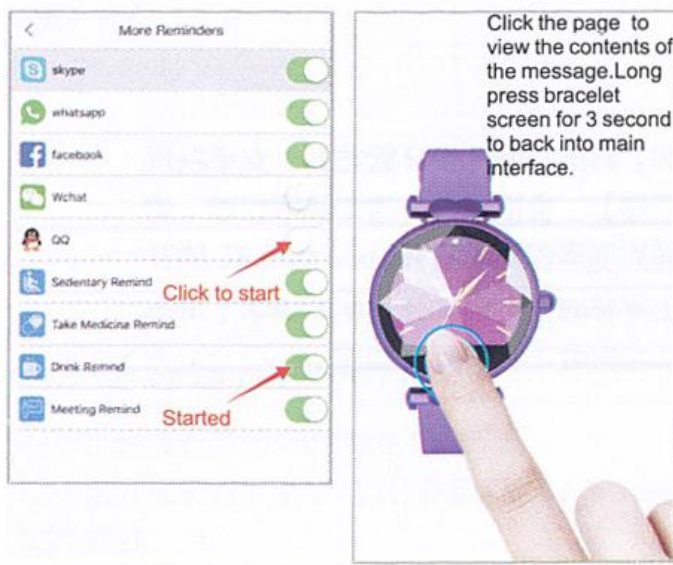 More Reminders
skype
whatsapp
facebook
Wchat
QQ
Sedentary Remind
Click to start
Take Medicine Remind
Drink Remind
Meeting Remind
Started
Click the page to
view the contents of
the message.Long
press bracelet
screen for 3 second
to back into main
interface.